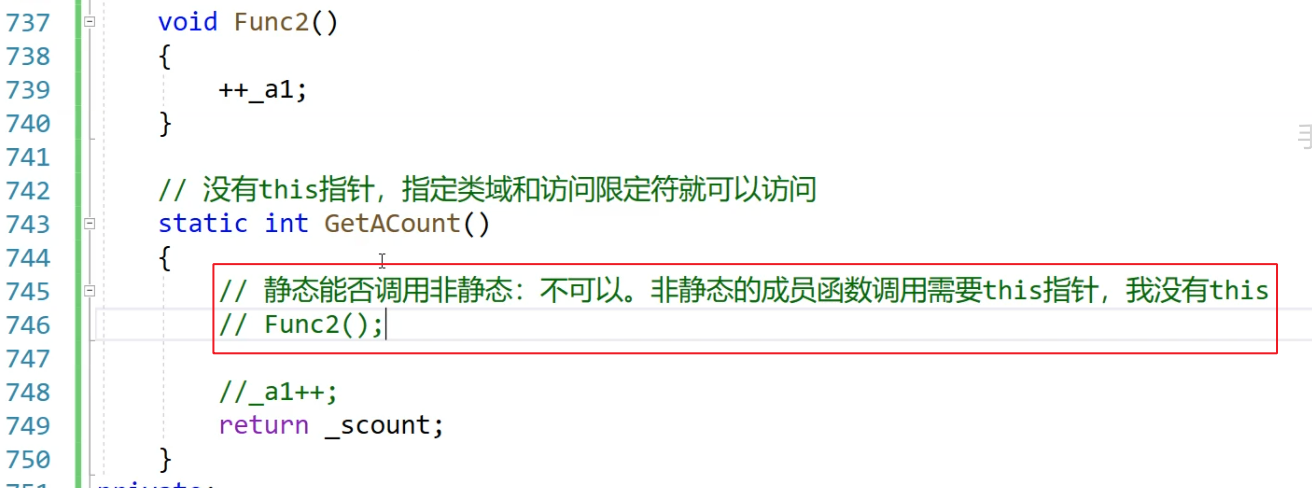 737 void Func2()
738 {
739 ++_a1;
740 }
741
742 // 没有this指针，指定类域和访问限定符就可以访问
743 static int GetACount()
744 {
745 // 静态能否调用非静态：不可以。非静态的成员函数调用需要this指针，我没有this
746 // Func2();
747
748 //_a1++;
749 return _scount;
750 }
751 private: